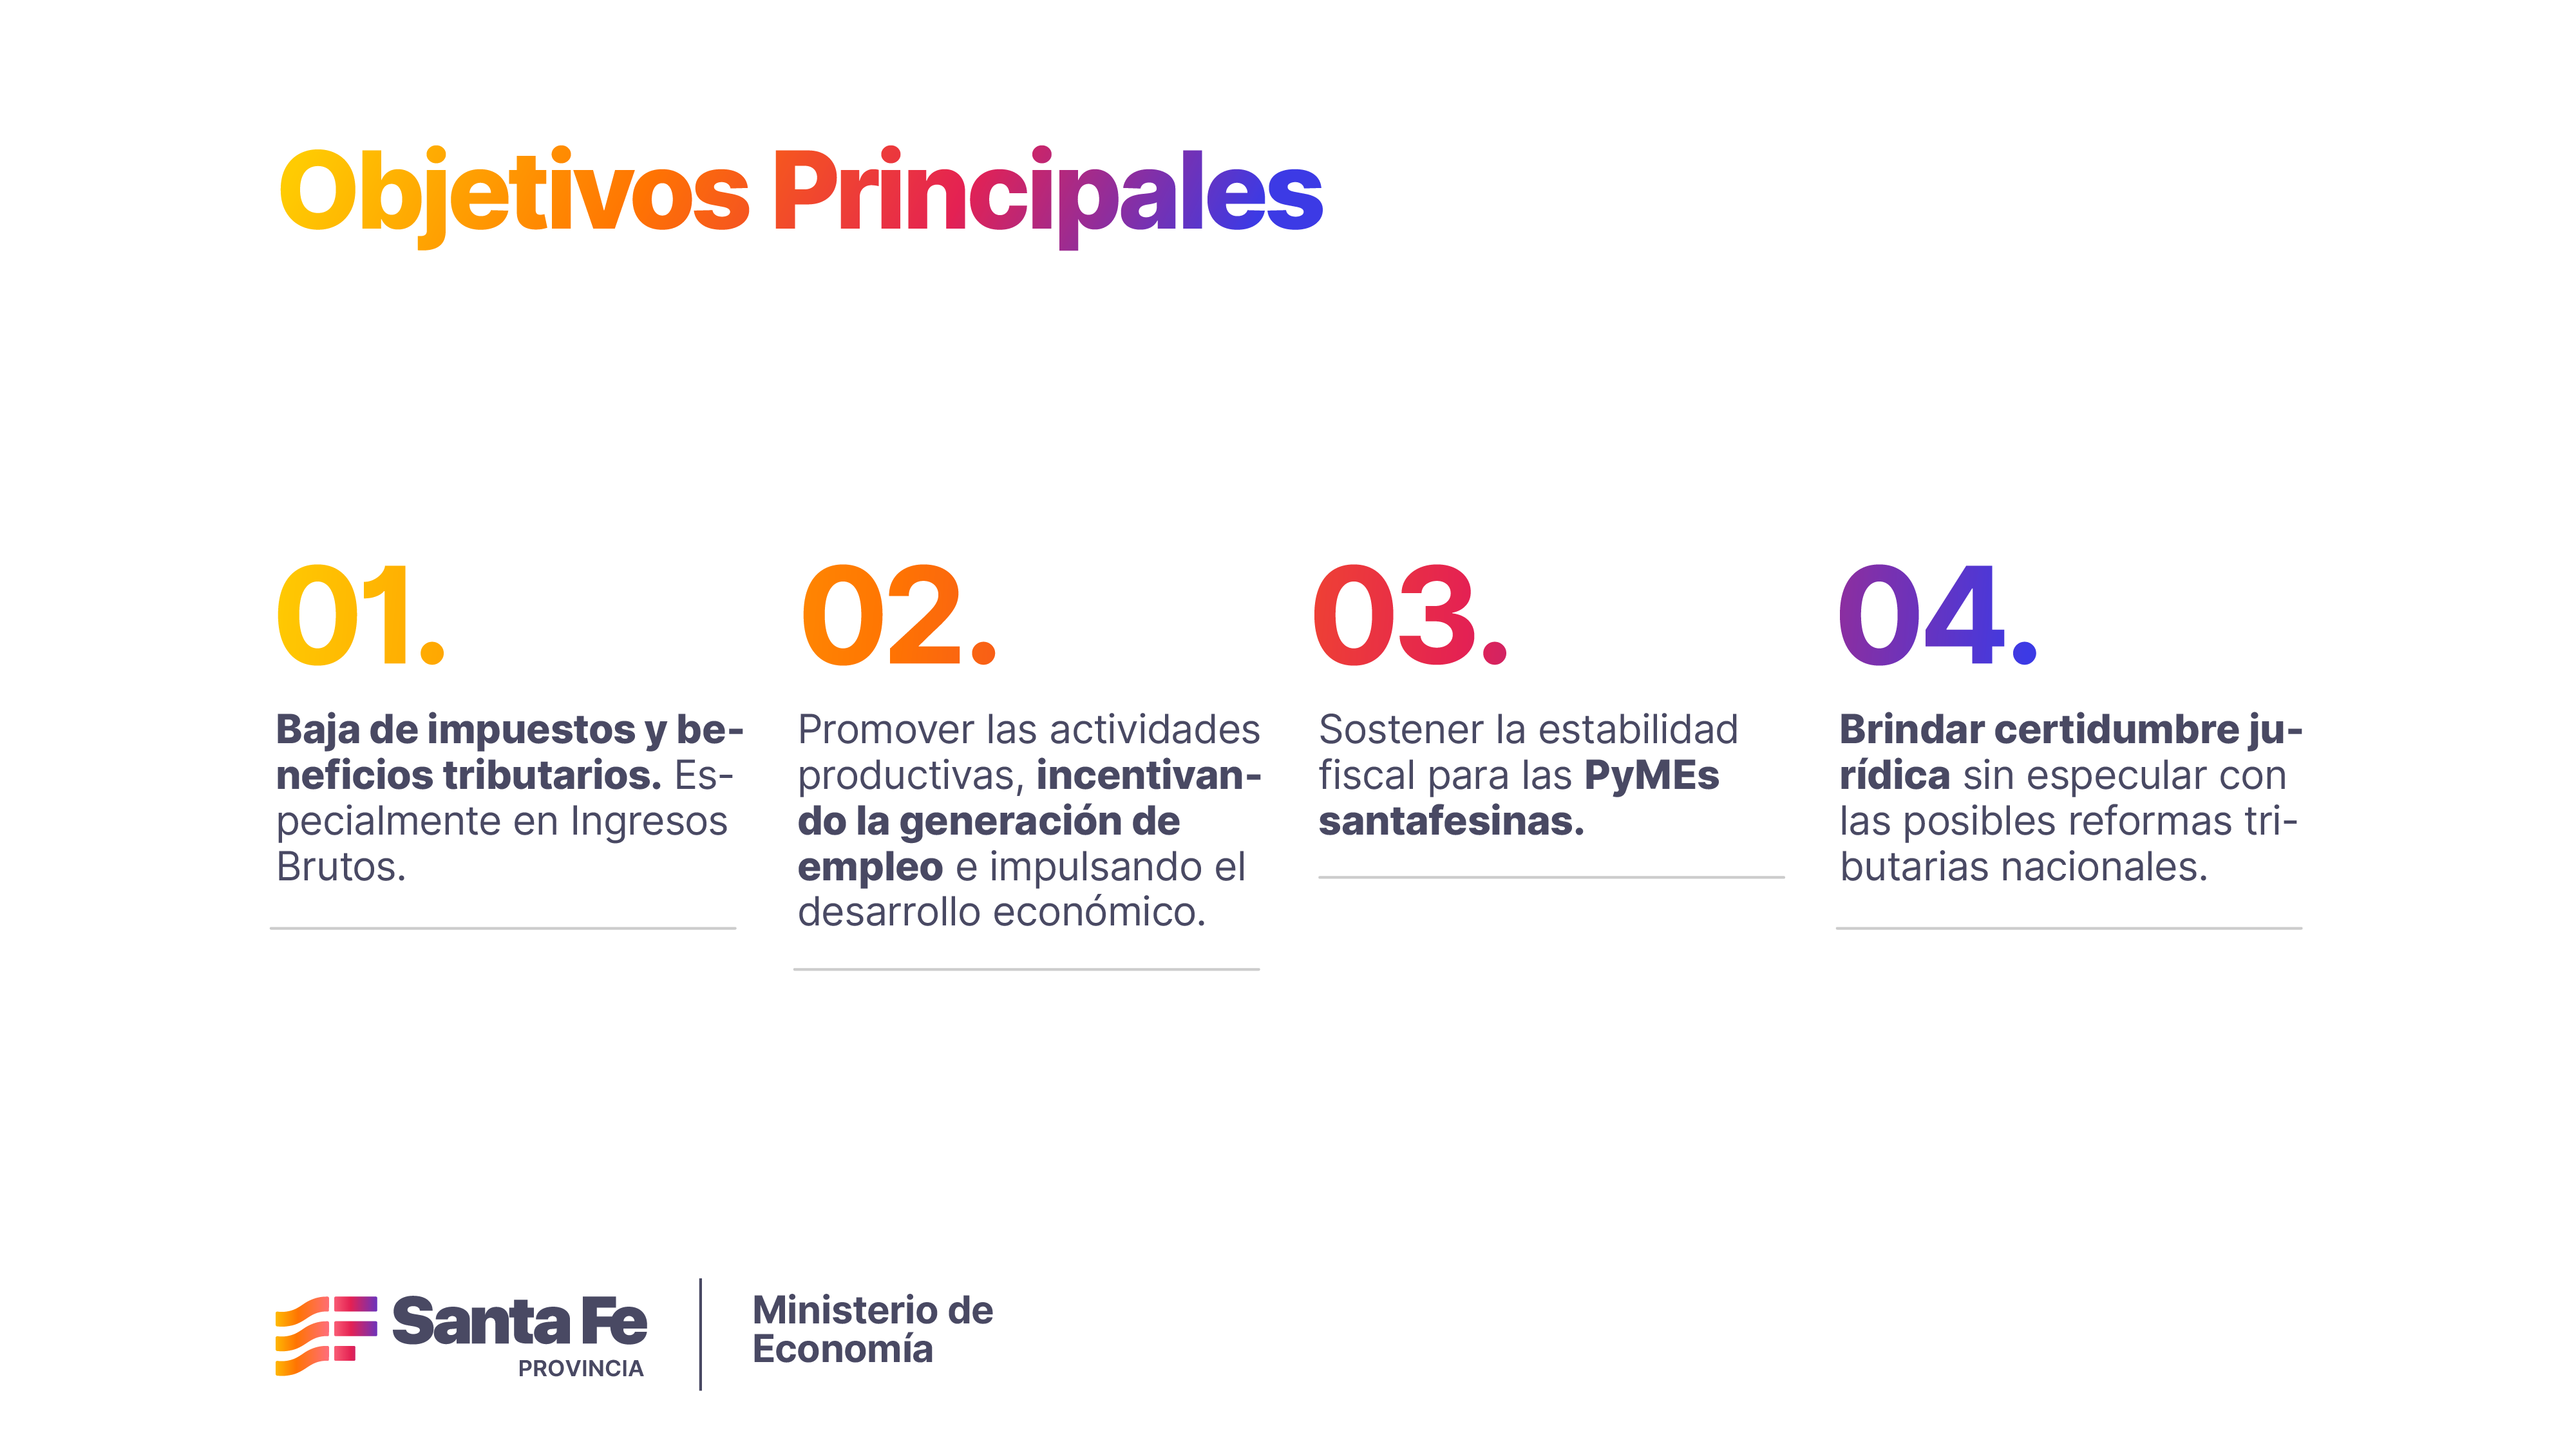 Objetivos Principales
01.
Baja de impuestos y be-
neficios tributarios. Es-
pecialmente en Ingresos
Brutos.
02.
Promover las actividades
productivas, incentivan-
do la generación de
empleo e impulsando el
desarrollo económico.
03.
Sostener la estabilidad
fiscal para las PyMEs
santafesinas.
04.
Brindar certidumbre ju-
rídica sin especular con
las posibles reformas tri-
butarias nacionales.
Santa Fe
PROVINCIA
Ministerio de
Economía